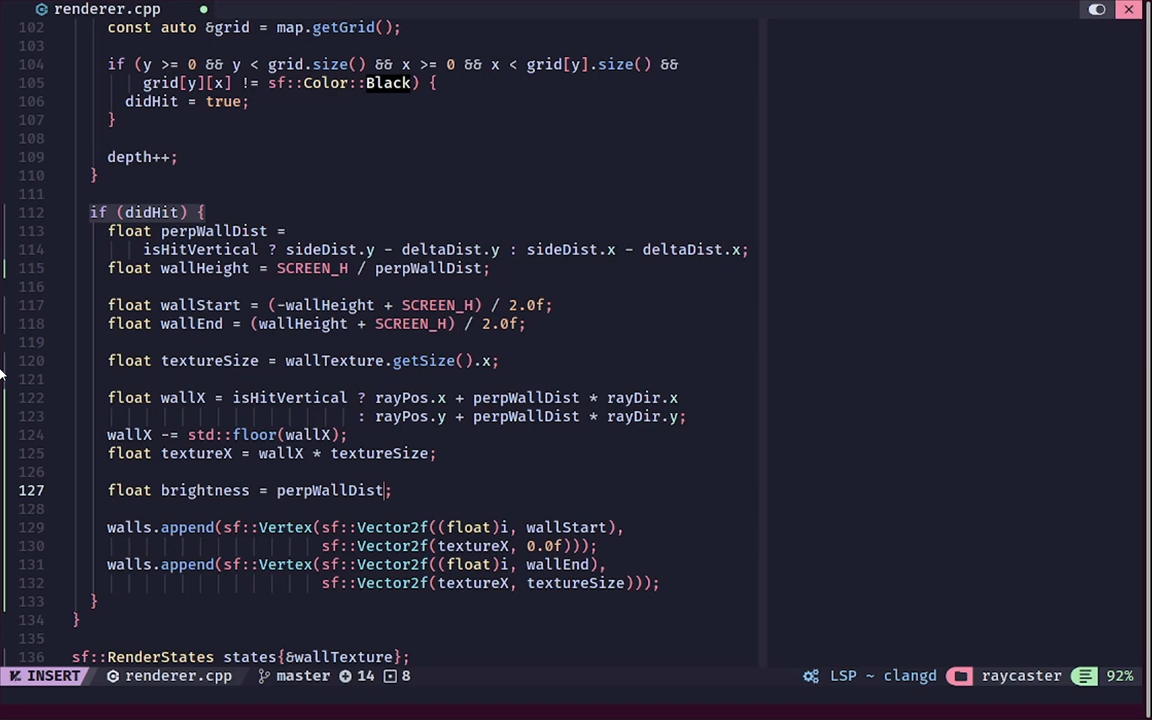 renderer.cpp
102 const auto &grid = map.getGrid();
103
104 if (y >= 0 && y < grid.size() && x >= 0 && x < grid[y].size() &&
105 grid[y][x] != sf::Color::Black) {
106 didHit = true;
107 }
108
109 depth++;
110 }
111
112 if (didHit) {
113 float perpWallDist =
114 isHitVertical ? sideDist.y - deltaDist.y : sideDist.x - deltaDist.x;
115 float wallHeight = SCREEN_H / perpWallDist;
116
117 float wallStart = (-wallHeight + SCREEN_H) / 2.0f;
118 float wallEnd = (wallHeight + SCREEN_H) / 2.0f;
119
120 float textureSize = wallTexture.getSize().x;
121
122 float wallX = isHitVertical ? rayPos.x + perpWallDist * rayDir.x
123 : rayPos.y + perpWallDist * rayDir.y;
124 wallX -= std::floor(wallX);
125 float textureX = wallX * textureSize;
126
127 float brightness = perpWallDist;
128
129 walls.append(sf::Vertex(sf::Vector2f((float)i, wallStart),
130 sf::Vector2f(textureX, 0.0f)));
131 walls.append(sf::Vertex(sf::Vector2f((float)i, wallEnd),
132 sf::Vector2f(textureX, textureSize)));
133 }
134 }
135
136 sf::RenderStates states{&wallTexture};
INSERT renderer.cpp master 14 8 LSP ~ clangd raycaster 92%